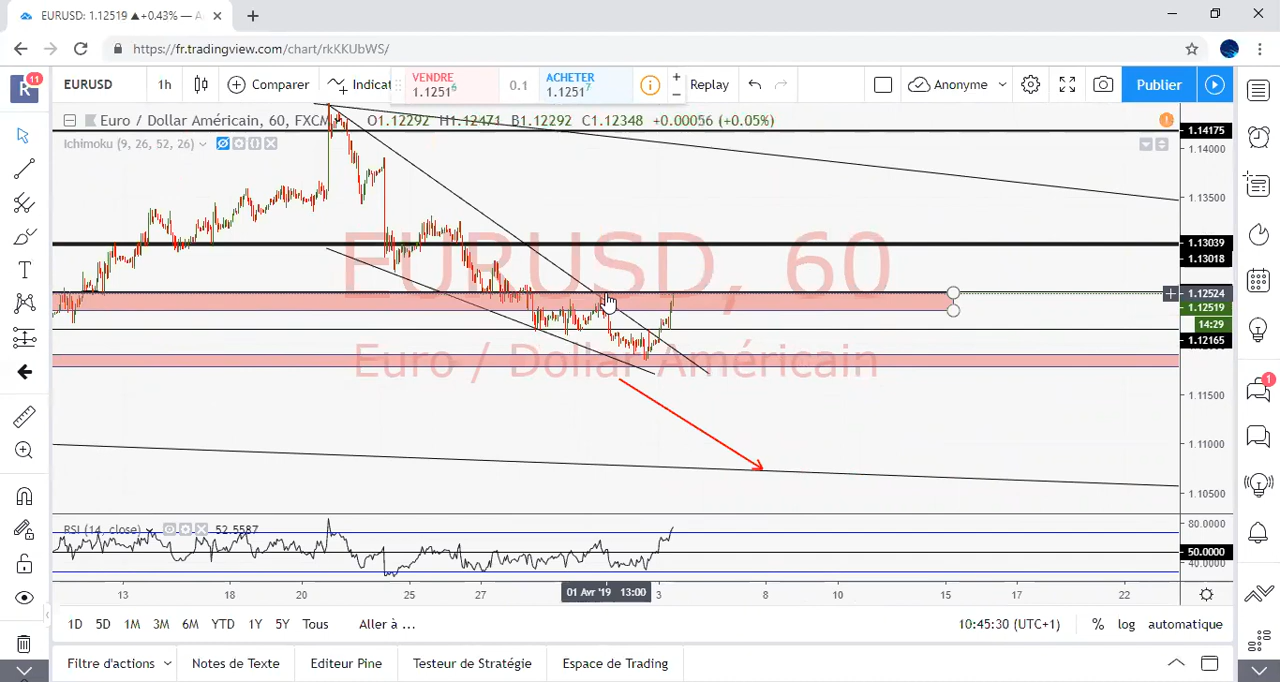 EURUSD: 1.12519 ▲+0.43% — A
https://fr.tradingview.com/chart/rkKKUbWS/
R 11
EURUSD 1h Comparer Indicat VENDRE 1.12516 0.1 ACHETER 1.12517 Replay Anonyme Publier
Euro / Dollar Américain, 60, FXCM O1.12292 H1.12471 B1.12292 C1.12348 +0.00056 (+0.05%)
Ichimoku (9, 26, 52, 26)
1.14175
1.14000
1.13500
1.13039
1.13018
1.12524
1.12519
14:29
1.12165
1.11500
1.11000
1.10500
EURUSD, 60
Euro / Dollar Américain
RSI (14, close) 52.5587
80.0000
50.0000
40.0000
13 18 20 25 27 01 Avr '19 13:00 3 8 10 15 17 22
1D 5D 1M 3M 6M YTD 1Y 5Y Tous Aller à ... 10:45:30 (UTC+1) % log automatique
Filtre d'actions Notes de Texte Editeur Pine Testeur de Stratégie Espace de Trading
1